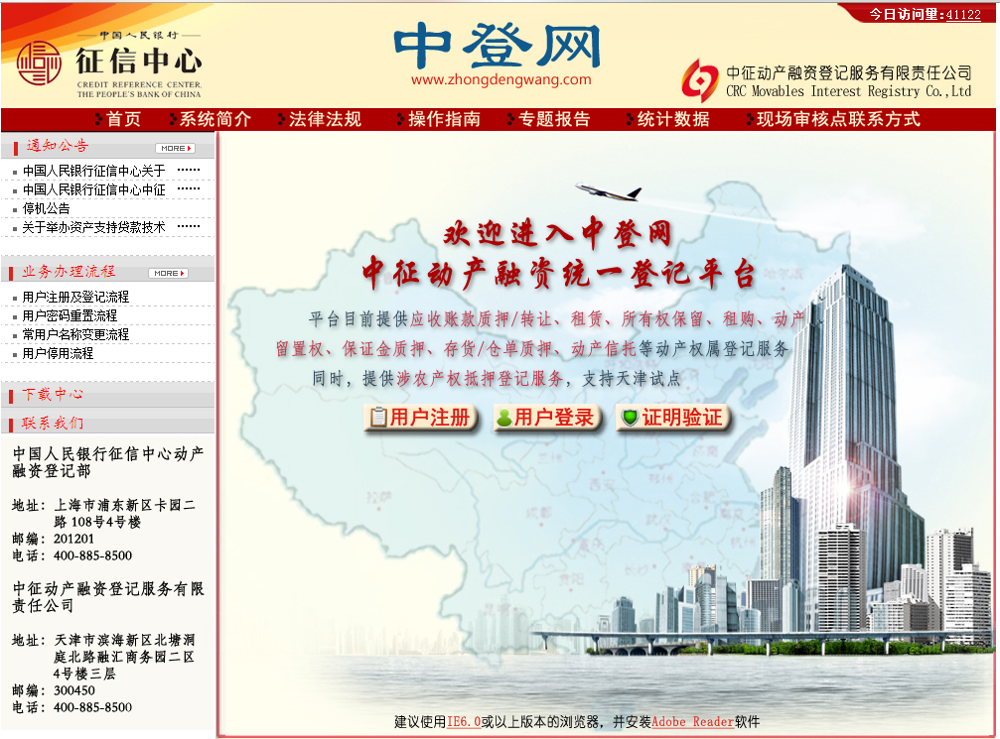 今日访问量:41122
中国人民银行
征信中心
CREDIT REFERENCE CENTER,
THE PEOPLE'S BANK OF CHINA
中登网
www.zhongdengwang.com
中征动产融资登记服务有限责任公司
CRC Movables Interest Registry Co.,Ltd
首页 系统简介 法律法规 操作指南 专题报告 统计数据 现场审核点联系方式
通知公告 MORE
中国人民银行征信中心关于 ······
中国人民银行征信中心中征 ······
停机公告
关于举办资产支持贷款技术 ······
业务办理流程 MORE
用户注册及登记流程
用户密码重置流程
常用户名称变更流程
用户停用流程
下载中心
联系我们
中国人民银行征信中心动产
融资登记部
地址: 上海市浦东新区卡园二
路 108号4号楼
邮编: 201201
电话: 400-885-8500
中征动产融资登记服务有限
责任公司
地址: 天津市滨海新区北塘洞
庭北路融汇商务园二区
4号楼三层
邮编: 300450
电话: 400-885-8500
欢迎进入中登网
中征动产融资统一登记平台
平台目前提供应收账款质押/转让、租赁、所有权保留、租购、动产
留置权、保证金质押、存货/仓单质押、动产信托等动产权属登记服务
同时,提供涉农产权抵押登记服务,支持天津试点
用户注册 用户登录 证明验证
建议使用IE6.0或以上版本的浏览器,并安装Adobe Reader软件